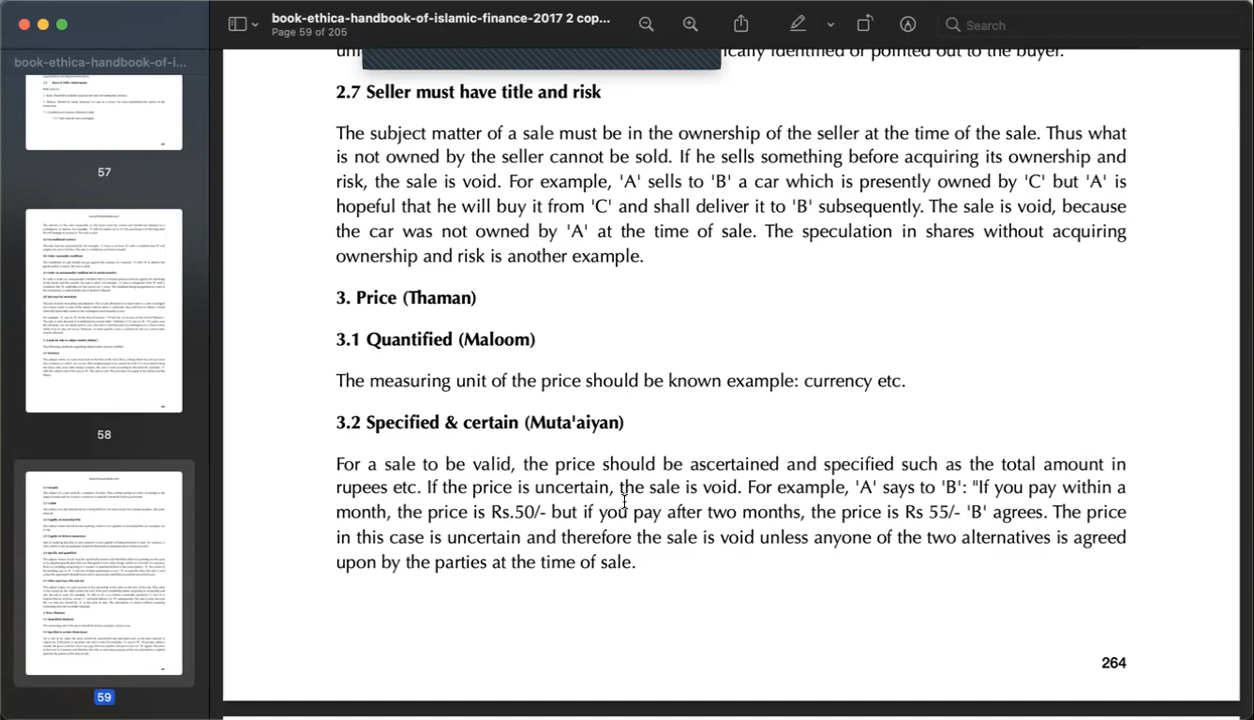 book-ethica-handbook-of-islamic-finance-2017 2 cop...
Page 59 of 205
Search
book-ethica-handbook-of-i...
57
58
59
ically identified or pointed out to the buyer.
2.7 Seller must have title and risk
The subject matter of a sale must be in the ownership of the seller at the time of the sale. Thus what
is not owned by the seller cannot be sold. If he sells something before acquiring its ownership and
risk, the sale is void. For example, 'A' sells to 'B' a car which is presently owned by 'C' but 'A' is
hopeful that he will buy it from 'C' and shall deliver it to 'B' subsequently. The sale is void, because
the car was not owned by 'A' at the time of sale. The speculation in shares without acquiring
ownership and risk is another example.
3. Price (Thaman)
3.1 Quantified (Maloom)
The measuring unit of the price should be known example: currency etc.
3.2 Specified & certain (Muta'aiyan)
For a sale to be valid, the price should be ascertained and specified such as the total amount in
rupees etc. If the price is uncertain, the sale is void. For example, 'A' says to 'B': "If you pay within a
month, the price is Rs.50/- but if you pay after two months, the price is Rs 55/- 'B' agrees. The price
in this case is uncertain and therefore the sale is void unless anyone of the two alternatives is agreed
upon by the parties at the time of sale.
264